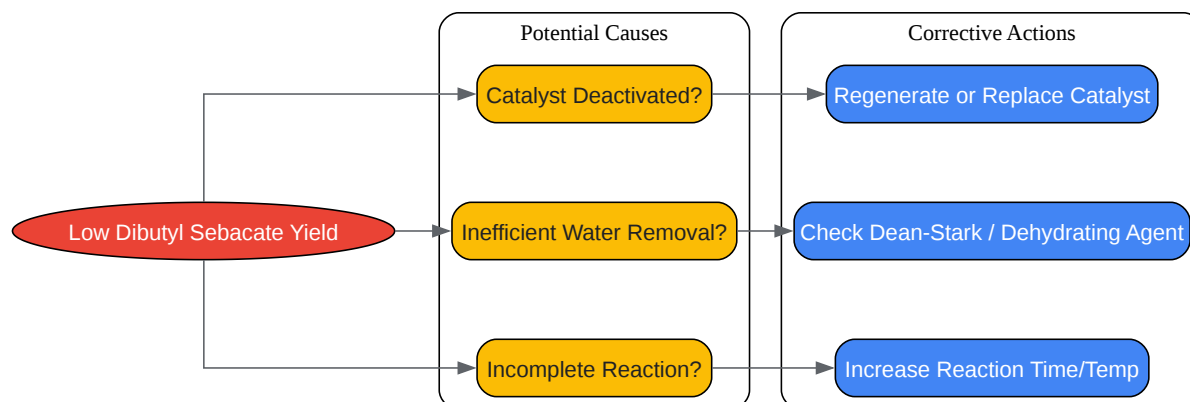 Potential Causes
Corrective Actions
Catalyst Deactivated?
Regenerate or Replace Catalyst
Low Dibutyl Sebacate Yield
Inefficient Water Removal?
Check Dean-Stark / Dehydrating Agent
Incomplete Reaction?
Increase Reaction Time/Temp